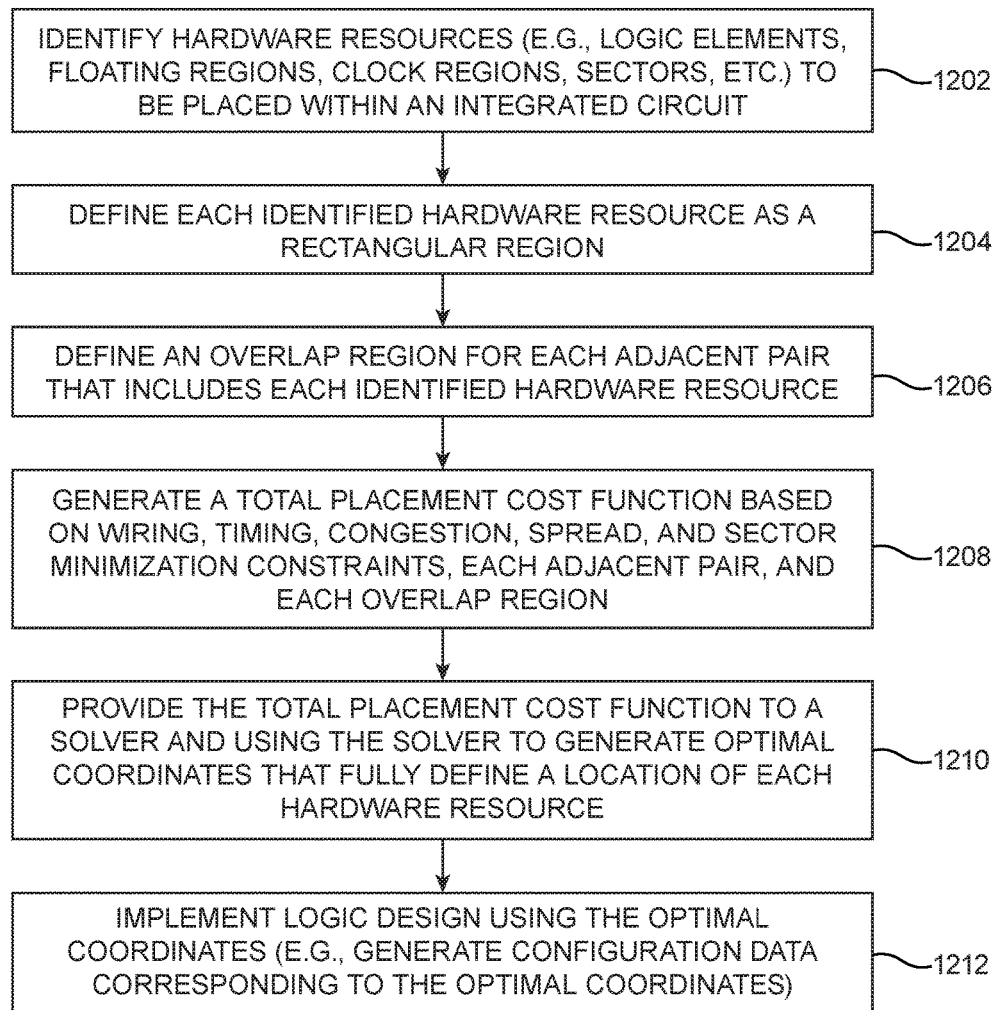 IDENTIFY HARDWARE RESOURCES (E.G., LOGIC ELEMENTS,
FLOATING REGIONS, CLOCK REGIONS, SECTORS, ETC.) TO
BE PLACED WITHIN AN INTEGRATED CIRCUIT
1202
DEFINE EACH IDENTIFIED HARDWARE RESOURCE AS A
RECTANGULAR REGION
1204
DEFINE AN OVERLAP REGION FOR EACH ADJACENT PAIR
THAT INCLUDES EACH IDENTIFIED HARDWARE RESOURCE
1206
GENERATE A TOTAL PLACEMENT COST FUNCTION BASED
ON WIRING, TIMING, CONGESTION, SPREAD, AND SECTOR
MINIMIZATION CONSTRAINTS, EACH ADJACENT PAIR, AND
EACH OVERLAP REGION
1208
PROVIDE THE TOTAL PLACEMENT COST FUNCTION TO A
SOLVER AND USING THE SOLVER TO GENERATE OPTIMAL
COORDINATES THAT FULLY DEFINE A LOCATION OF EACH
HARDWARE RESOURCE
1210
IMPLEMENT LOGIC DESIGN USING THE OPTIMAL
COORDINATES (E.G., GENERATE CONFIGURATION DATA
CORRESPONDING TO THE OPTIMAL COORDINATES)
1212